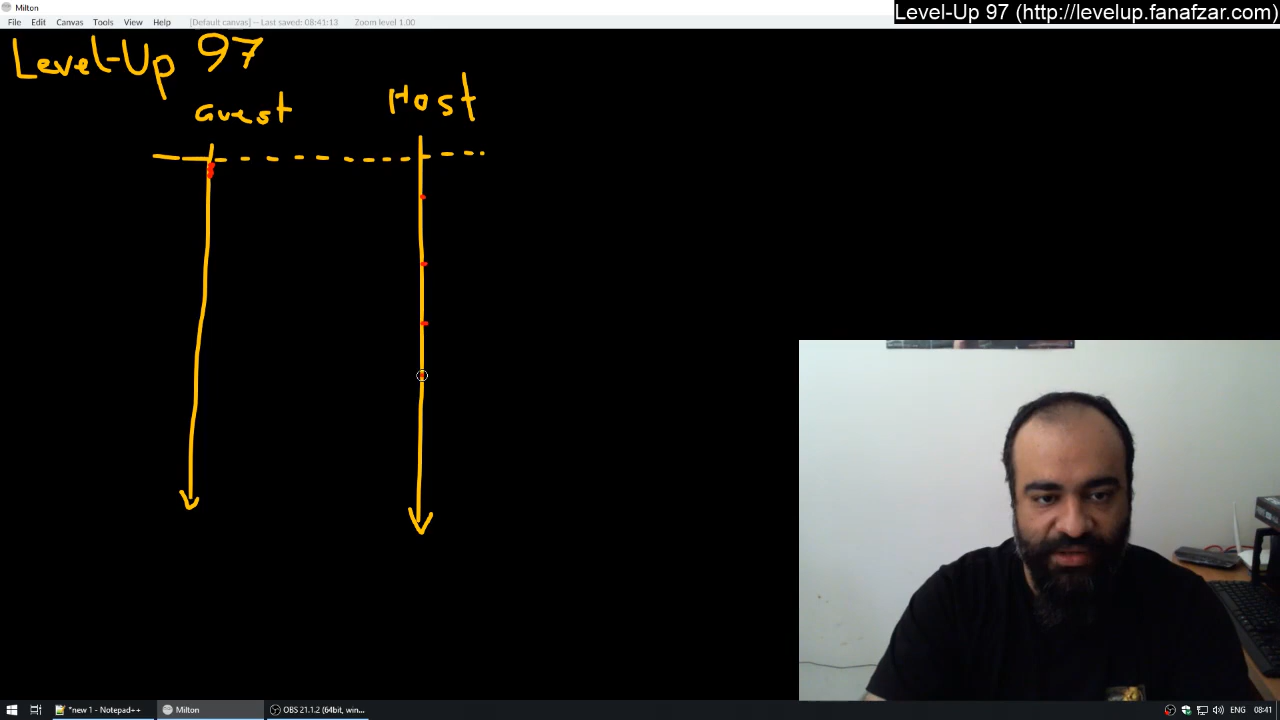 Milton
Level-Up 97 (http://levelup.fanafzar.com)
File Edit Canvas Tools View Help [Default canvas] -- Last saved: 08:41:13 Zoom level 1.00
Level-Up 97
Guest Host
*new 1 - Notepad++ Milton OBS 21.1.2 (64bit, win... ENG 08:41